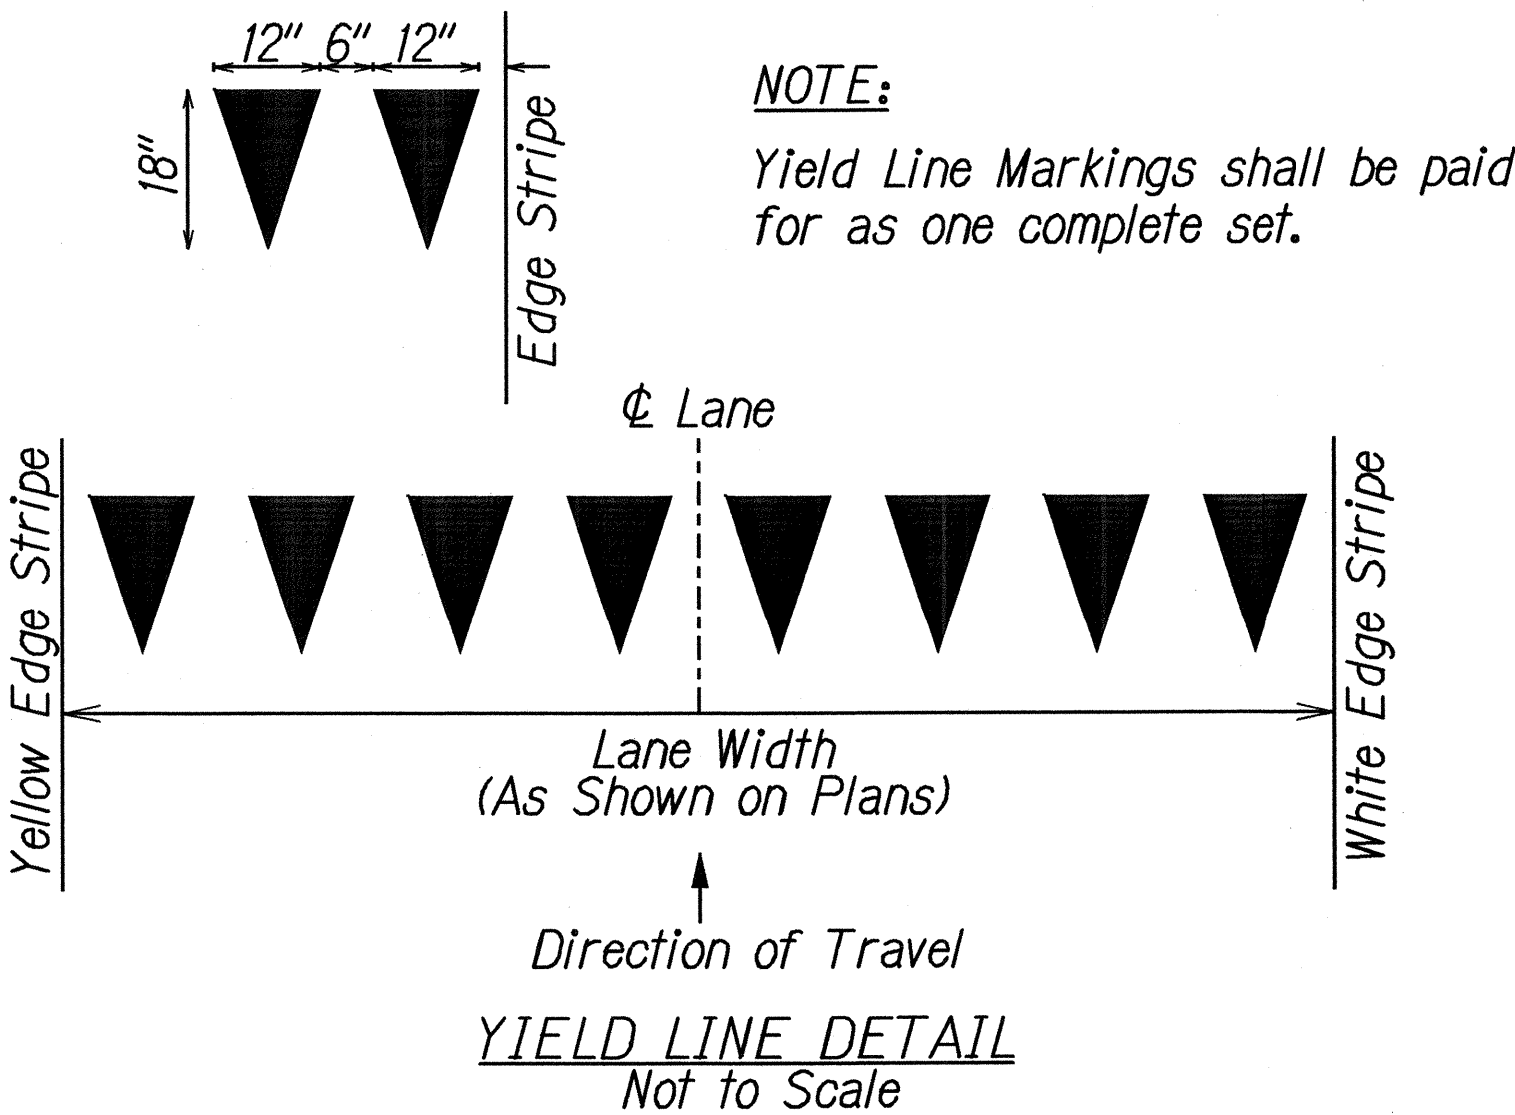 12" 6" 12"
18"
Edge Stripe
NOTE:
Yield Line Markings shall be paid
for as one complete set.
℄ Lane
Yellow Edge Stripe
White Edge Stripe
Lane Width
(As Shown on Plans)
Direction of Travel
YIELD LINE DETAIL
Not to Scale